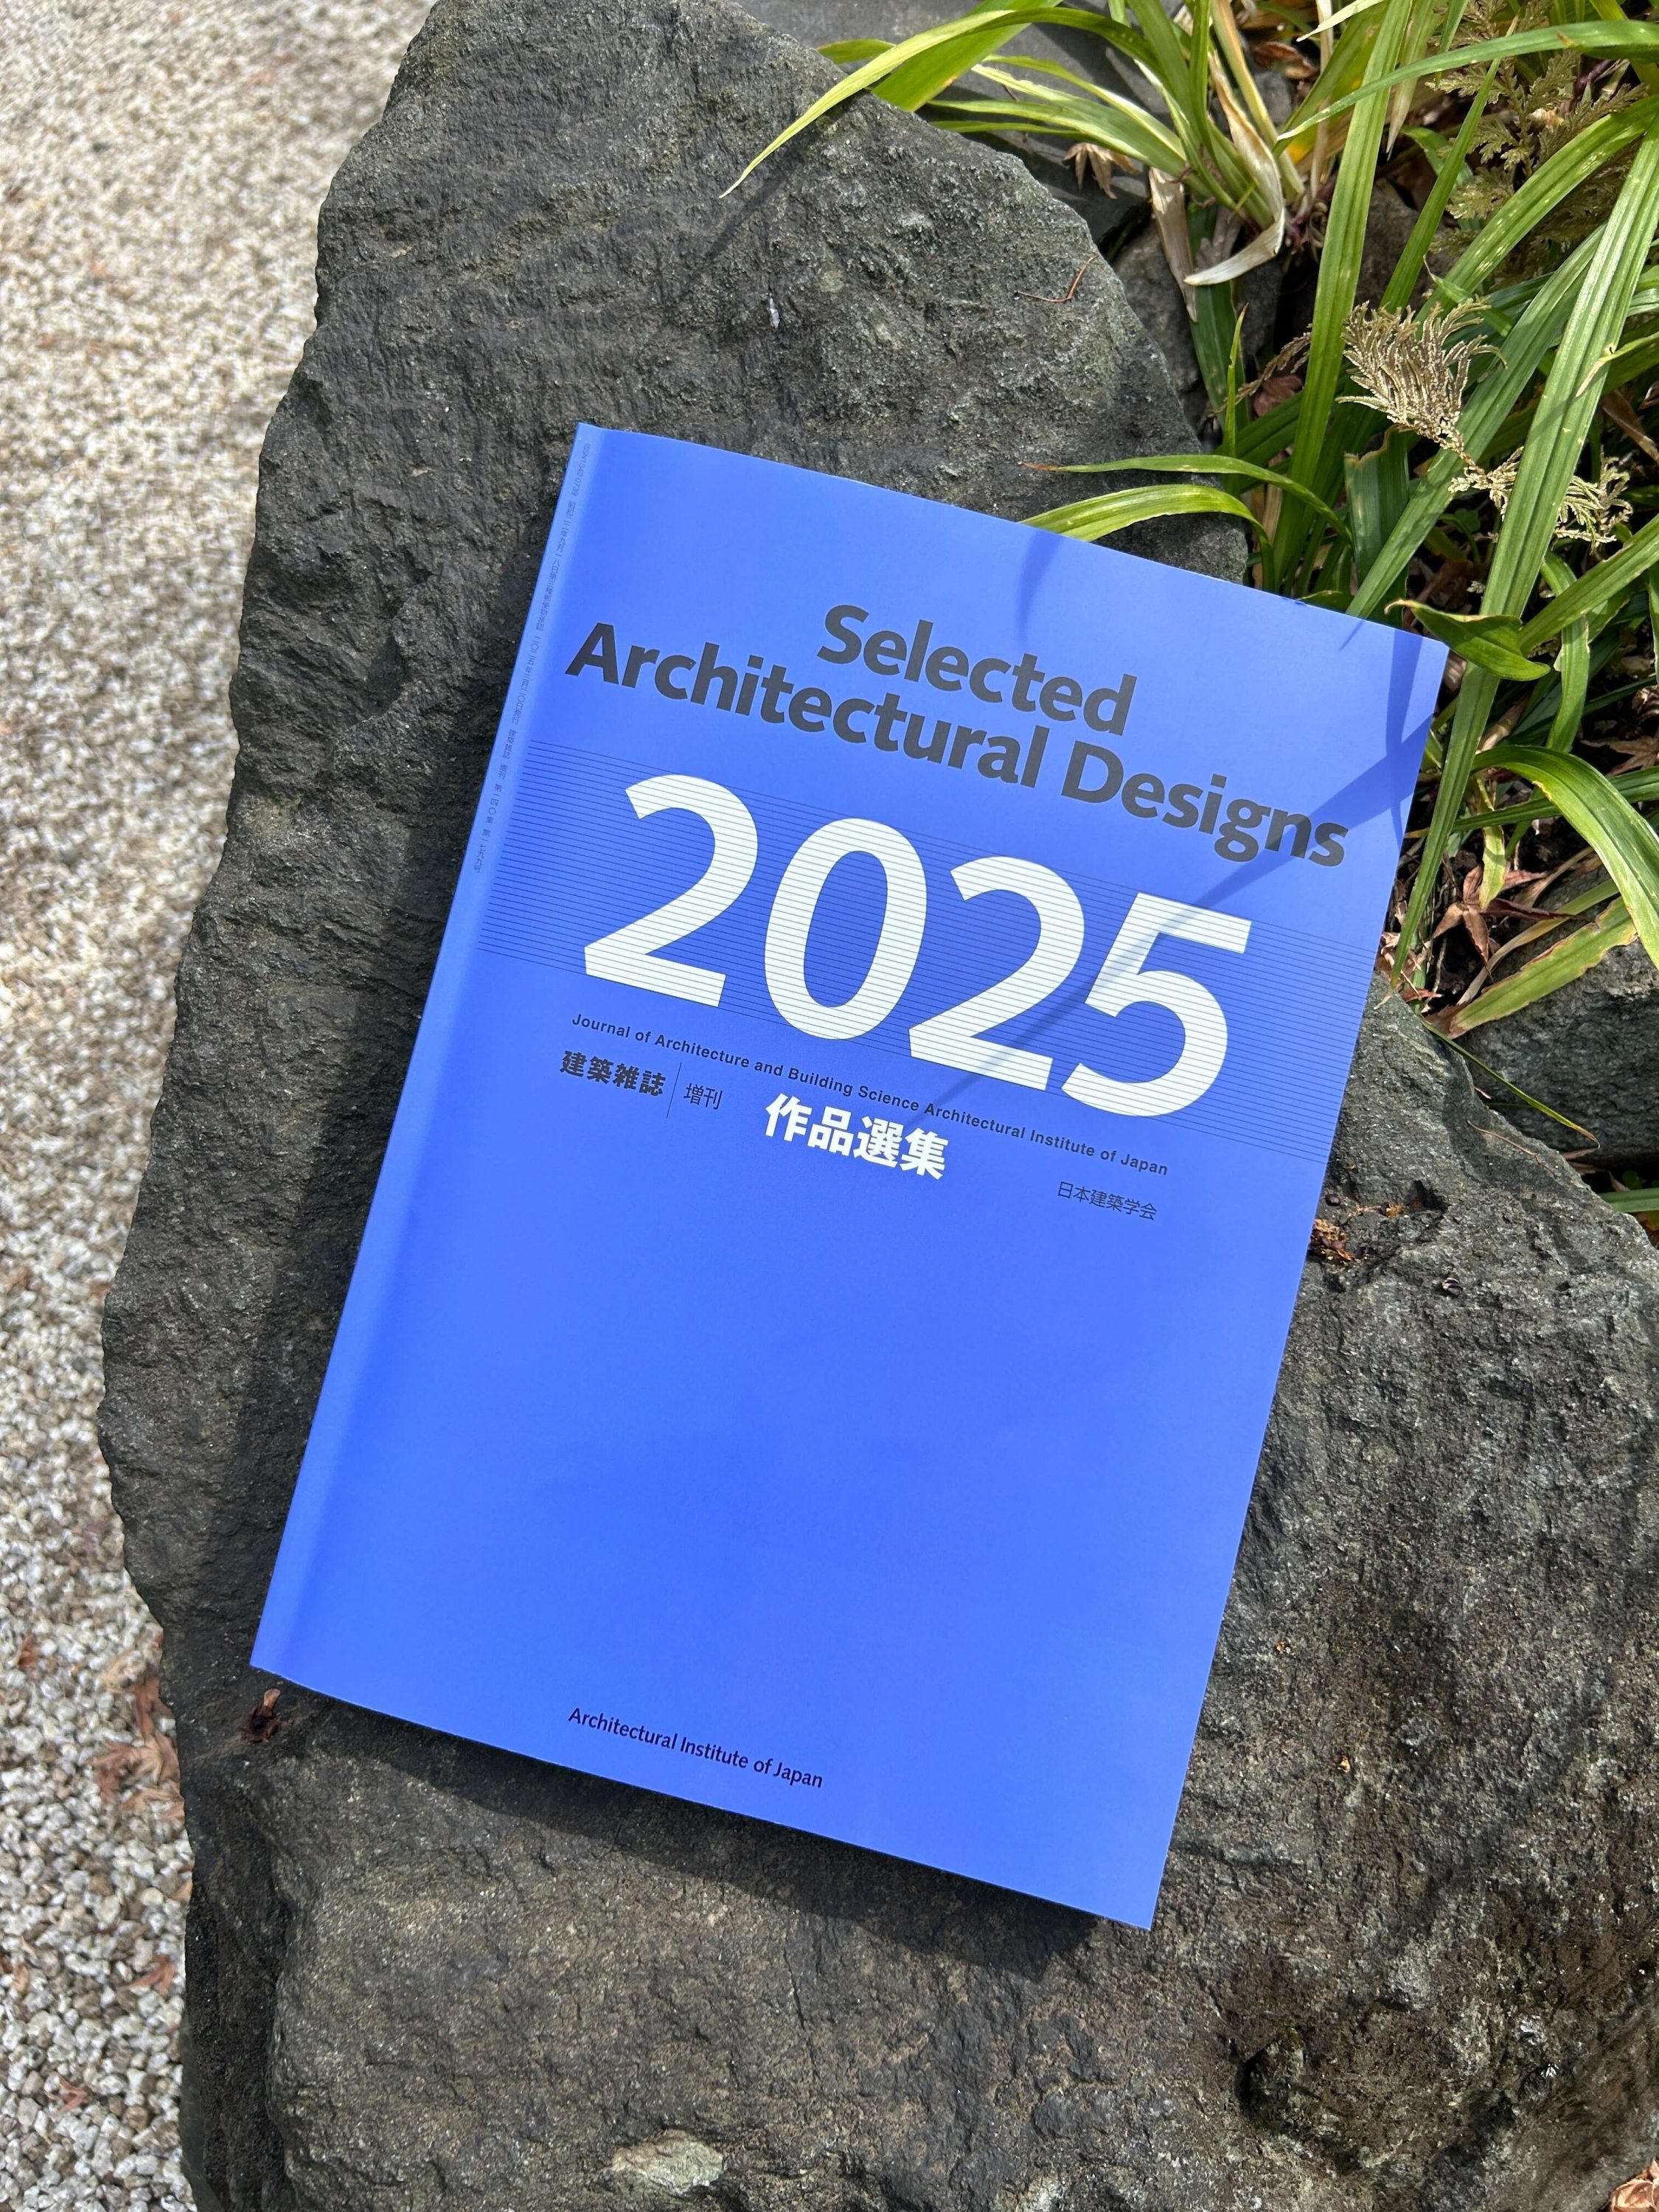 Selected
Architectural Designs
2025
Journal of Architecture and Building Science Architectural Institute of Japan
建築雑誌 増刊 作品選集
日本建築学会
Architectural Institute of Japan